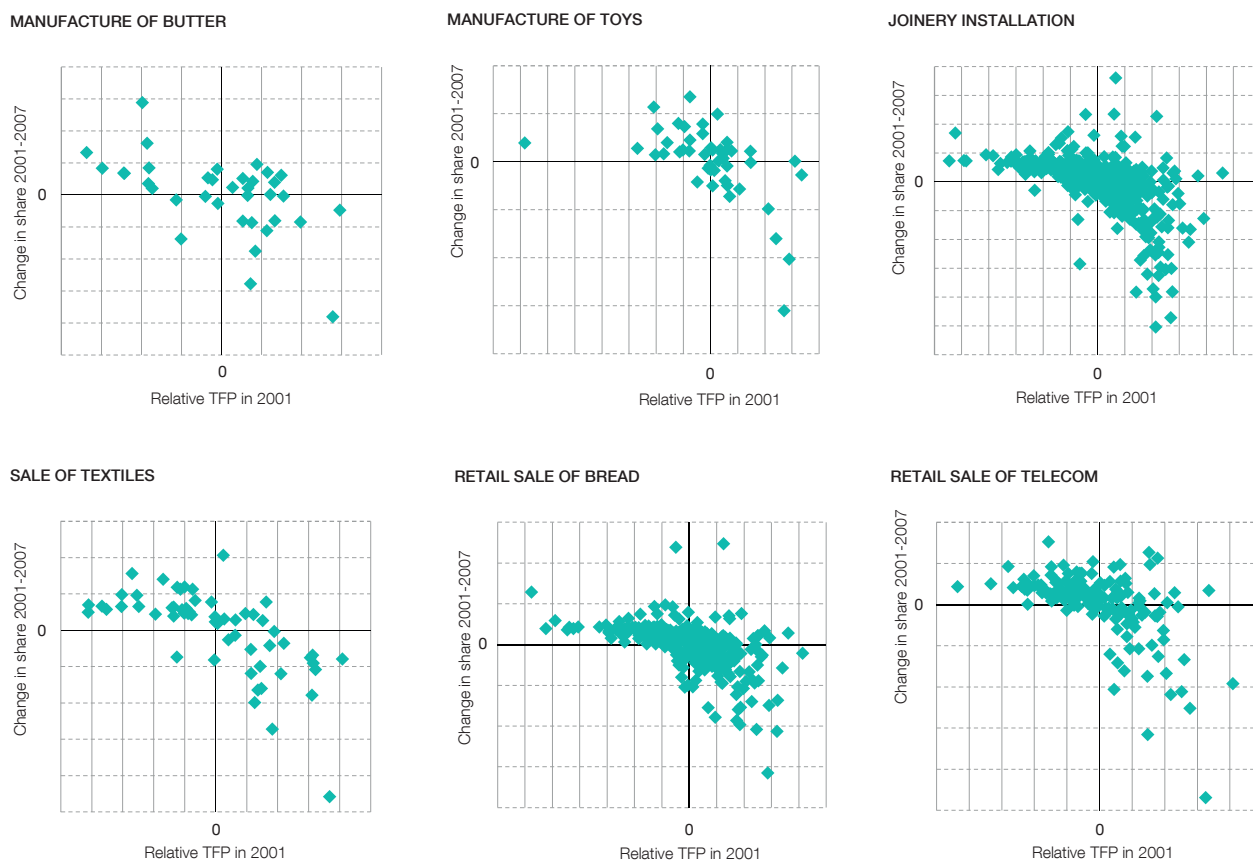 MANUFACTURE OF BUTTER
Change in share 2001-2007
0
0
Relative TFP in 2001
MANUFACTURE OF TOYS
Change in share 2001-2007
0
0
Relative TFP in 2001
JOINERY INSTALLATION
Change in share 2001-2007
0
0
Relative TFP in 2001
SALE OF TEXTILES
Change in share 2001-2007
0
0
Relative TFP in 2001
RETAIL SALE OF BREAD
Change in share 2001-2007
0
0
Relative TFP in 2001
RETAIL SALE OF TELECOM
Change in share 2001-2007
0
0
Relative TFP in 2001